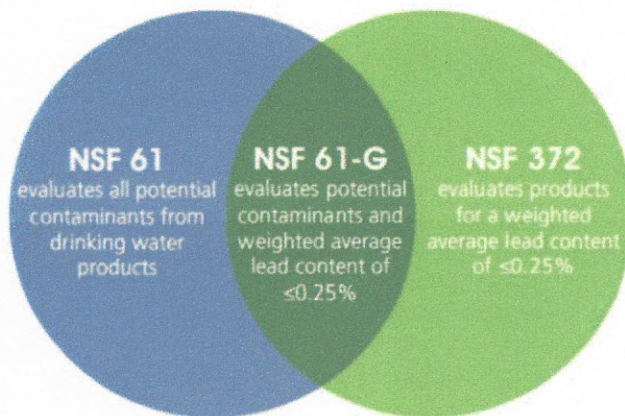 NSF 61
evaluates all potential
contaminants from
drinking water
products
NSF 61-G
evaluates potential
contaminants and
weighted average
lead content of
≤0.25%
NSF 372
evaluates products
for a weighted
average lead content
of ≤0.25%